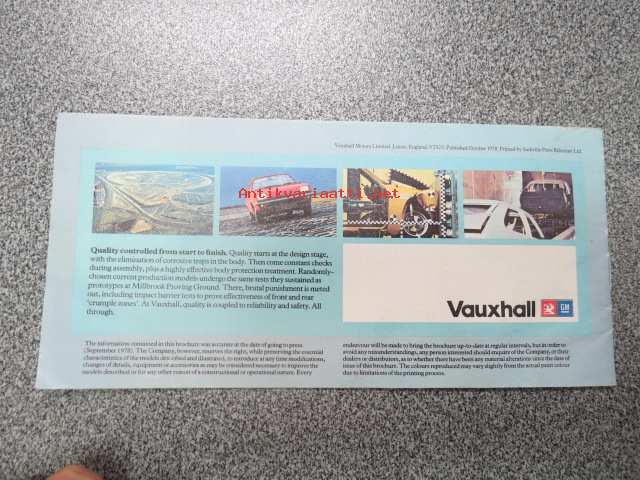 Vauxhall Motors Limited, Luton, England. Published October 1978. Printed by Ltd.
Antikvariaatti.net
Quality controlled from start to finish. Quality starts at the design stage,
with the elimination of corrosive traps in the body. Then come constant checks
during assembly, plus a highly effective body protection treatment. Randomly-
chosen current production models undergo the same tests they sustained as
prototypes at Millbrook Proving Ground. There, brutal punishment is meted
out, including impact barrier tests to prove effectiveness of front and rear
'crumple zones'. At Vauxhall, quality is coupled to reliability and safety. All
through.
Vauxhall GM
The information contained in this brochure was accurate at the date of going to press
(September 1978). The Company, however, reserves the right, while preserving the essential
characteristics of the models described and illustrated, to introduce at any time modifications,
changes of details, equipment or accessories as may be considered necessary to improve the
models described or for any other reason of a constructional or operational nature. Every
endeavour will be made to bring the brochure up-to-date at regular intervals, but in order to
avoid any misunderstandings, any person interested should enquire of the Company, or their
dealers or distributors, as to whether there have been any material alterations since the date of
issue of this brochure. The colours reproduced may vary slightly from the actual paint colour
due to limitations of the printing process.